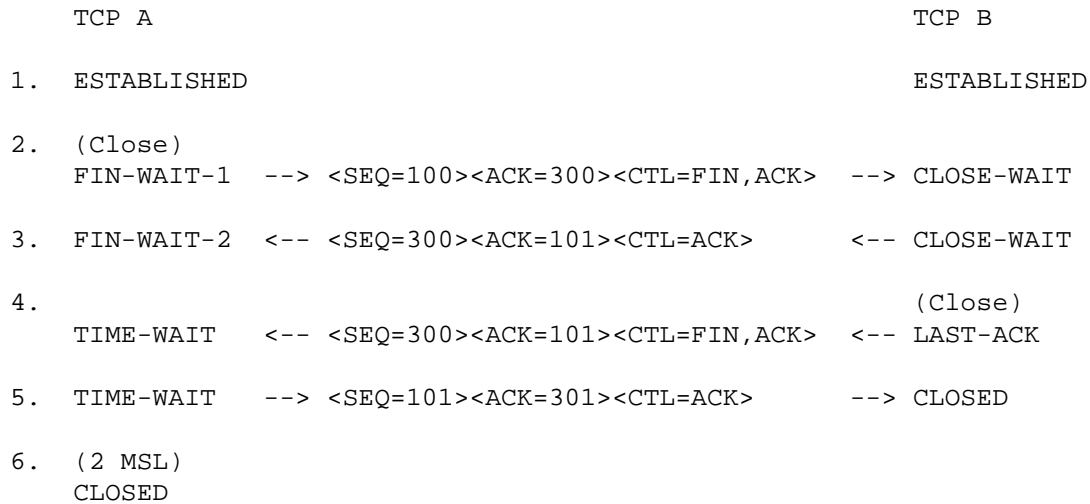 TCP A                                                TCP B
1.  ESTABLISHED                                          ESTABLISHED
2.  (Close)
FIN-WAIT-1  --> <SEQ=100><ACK=300><CTL=FIN,ACK>  --> CLOSE-WAIT
3.  FIN-WAIT-2  <-- <SEQ=300><ACK=101><CTL=ACK>      <-- CLOSE-WAIT
4.                                                       (Close)
TIME-WAIT   <-- <SEQ=300><ACK=101><CTL=FIN,ACK>  <-- LAST-ACK
5.  TIME-WAIT   --> <SEQ=101><ACK=301><CTL=ACK>      --> CLOSED
6.  (2 MSL)
CLOSED